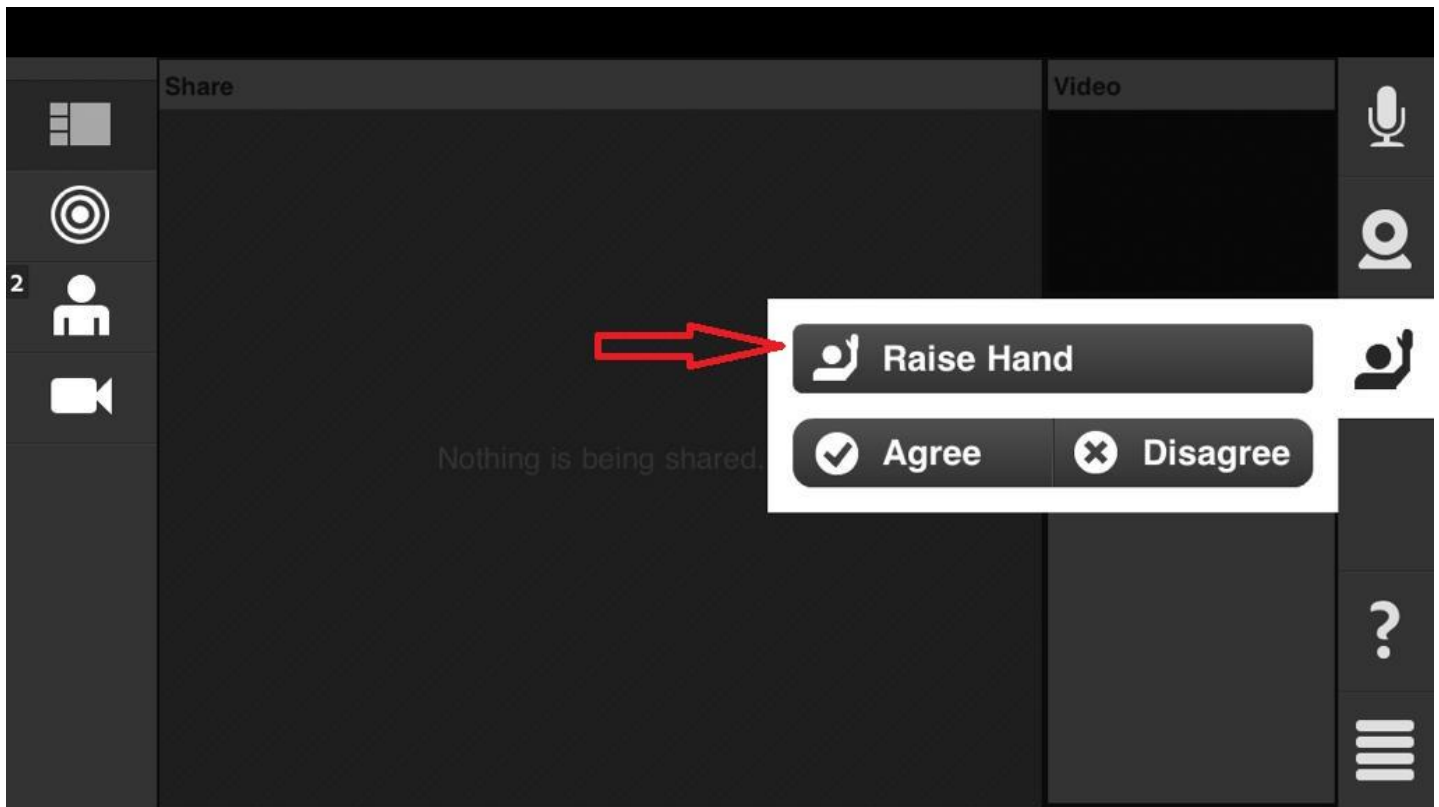 Share
Video
2
Raise Hand
Nothing is being shared.
Agree
Disagree
?